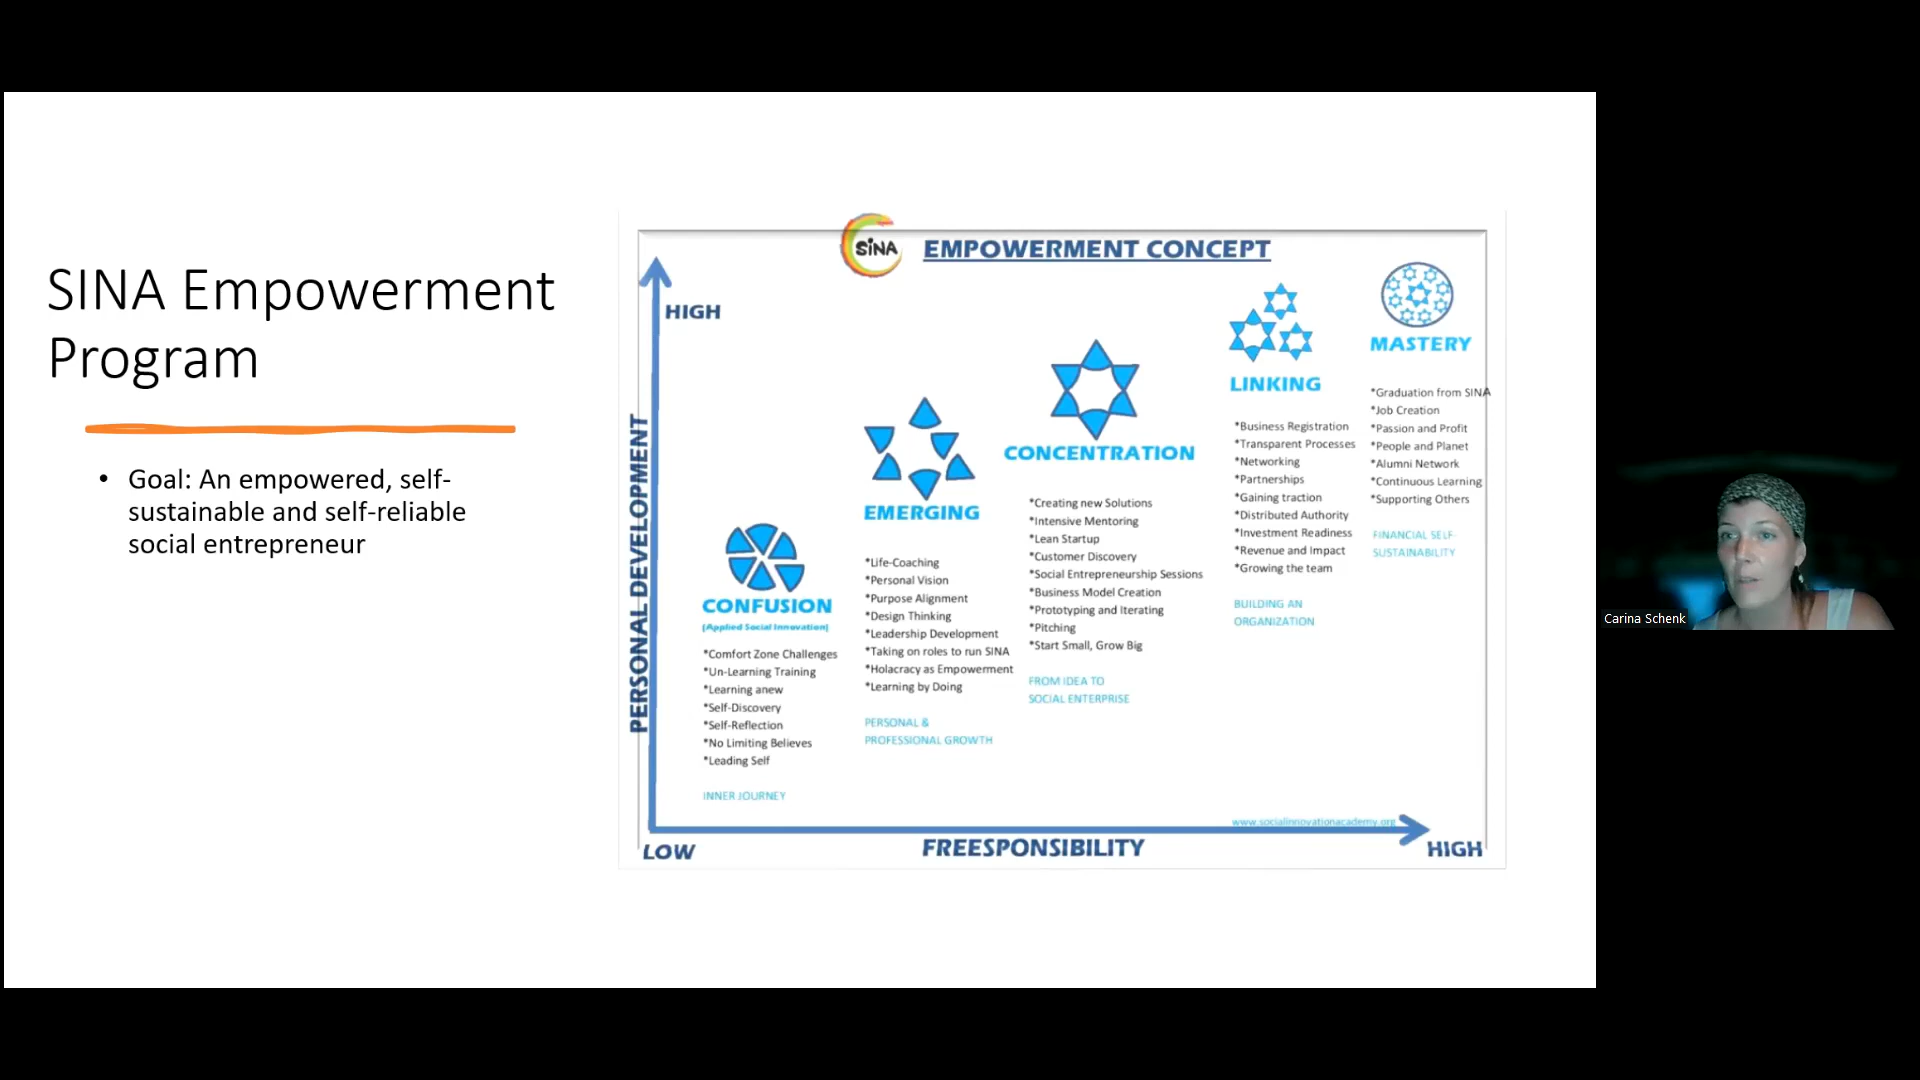 SINA Empowerment
Program
• Goal: An empowered, self-
sustainable and self-reliable
social entrepreneur
SiNA
EMPOWERMENT CONCEPT
HIGH
PERSONAL DEVELOPMENT
CONFUSION
(Applied Social Innovation)
*Comfort Zone Challenges
*Un-Learning Training
*Learning anew
*Self-Discovery
*Self-Reflection
*No Limiting Believes
*Leading Self
INNER JOURNEY
EMERGING
*Life-Coaching
*Personal Vision
*Purpose Alignment
*Design Thinking
*Leadership Development
*Taking on roles to run SINA
*Holacracy as Empowerment
*Learning by Doing
PERSONAL &
PROFESSIONAL GROWTH
CONCENTRATION
*Creating new Solutions
*Intensive Mentoring
*Lean Startup
*Customer Discovery
*Social Entrepreneurship Sessions
*Business Model Creation
*Prototyping and Iterating
*Pitching
*Start Small, Grow Big
FROM IDEA TO
SOCIAL ENTERPRISE
LINKING
*Business Registration
*Transparent Processes
*Networking
*Partnerships
*Gaining traction
*Distributed Authority
*Investment Readiness
*Revenue and Impact
*Growing the team
BUILDING AN
ORGANIZATION
MASTERY
*Graduation from SINA
*Job Creation
*Passion and Profit
*People and Planet
*Alumni Network
*Continuous Learning
*Supporting Others
FINANCIAL SELF-
SUSTAINABILITY
www.socialinnovationacademy.org
LOW
FREESPONSIBILITY
HIGH
Carina Schenk